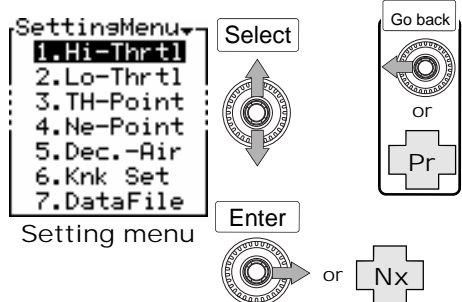 SettingMenu
1.Hi-Thrtl
2.Lo-Thrtl
3.TH-Point
4.Ne-Point
5.Dec.-Air
6.Knk Set
7.DataFile
Setting menu
Select
Enter
or
Nx
Go back
or
Pr